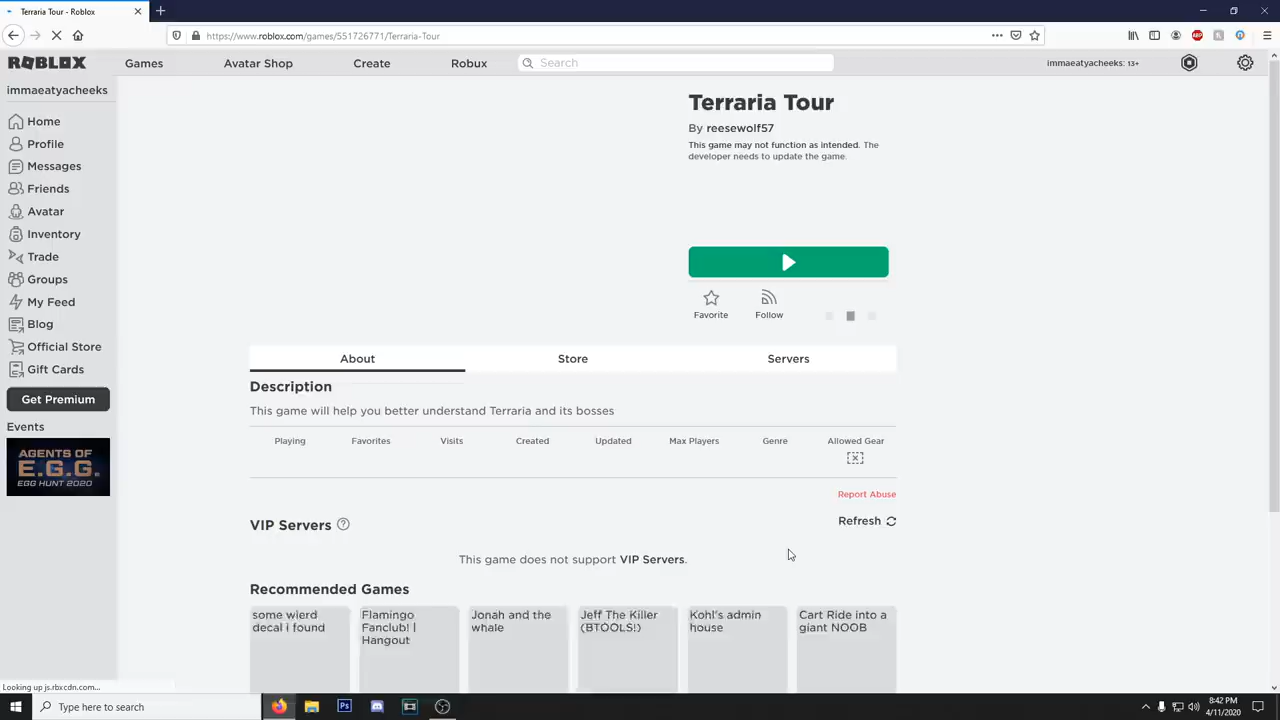 Terraria Tour - Roblox
https://www.roblox.com/games/551726771/Terraria-Tour
ROBLOX
Games
Avatar Shop
Create
Robux
Search
immaeatyacheeks: 13+
immaeatyacheeks
Home
Profile
Messages
Friends
Avatar
Inventory
Trade
Groups
My Feed
Blog
Official Store
Gift Cards
Get Premium
Events
AGENTS OF
E.G.G.
EGG HUNT 2020
Terraria Tour
By reesewolf57
This game may not function as intended. The
developer needs to update the game.
Favorite
Follow
About
Store
Servers
Description
This game will help you better understand Terraria and its bosses
Playing
Favorites
Visits
Created
Updated
Max Players
Genre
Allowed Gear
Report Abuse
VIP Servers
Refresh
This game does not support VIP Servers.
Recommended Games
some wierd
decal i found
Flamingo
Fanclub! |
Hangout
Jonah and the
whale
Jeff The Killer
(BTOOLS!)
Kohl's admin
house
Cart Ride into a
giant NOOB
Looking up js.rbxcdn.com...
Type here to search
8:42 PM
4/11/2020